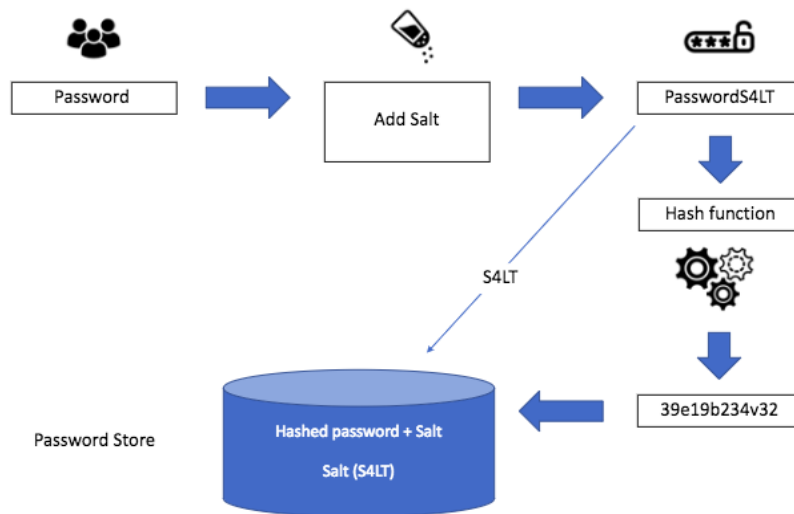 Password
Add Salt
***
PasswordS4LT
Hash function
S4LT
39e19b234v32
Password Store
Hashed password + Salt
Salt (S4LT)